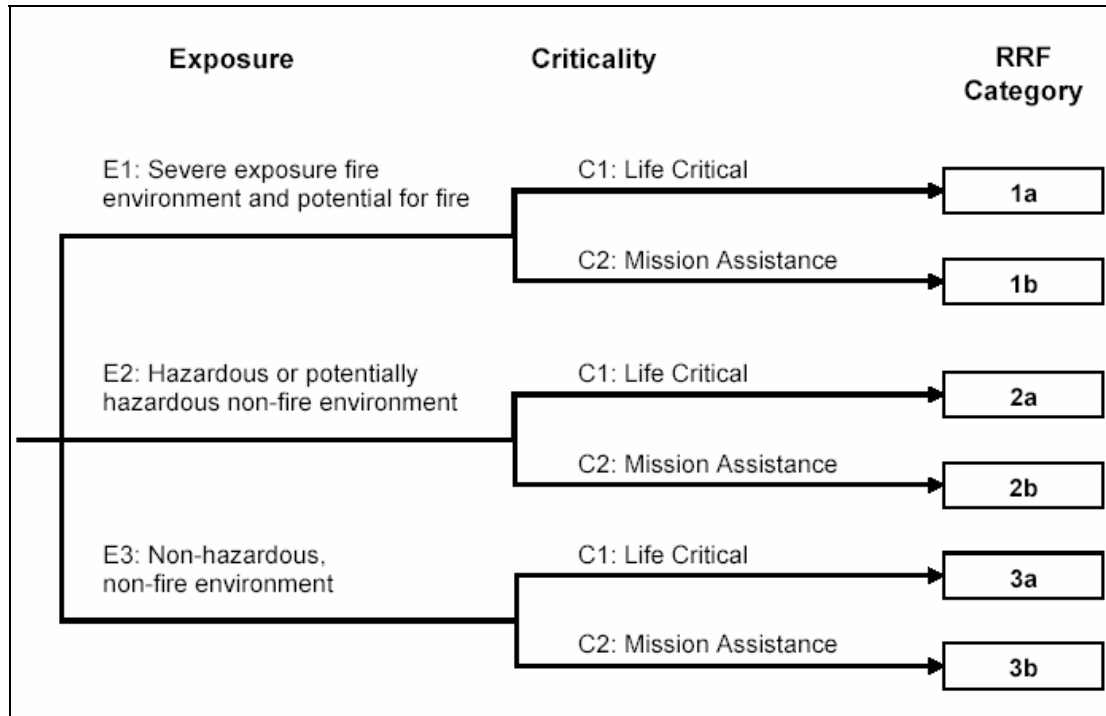 Exposure
Criticality
RRF
Category
E1: Severe exposure fire
environment and potential for fire
C1: Life Critical
1a
C2: Mission Assistance
1b
E2: Hazardous or potentially
hazardous non-fire environment
C1: Life Critical
2a
C2: Mission Assistance
2b
E3: Non-hazardous,
non-fire environment
C1: Life Critical
3a
C2: Mission Assistance
3b